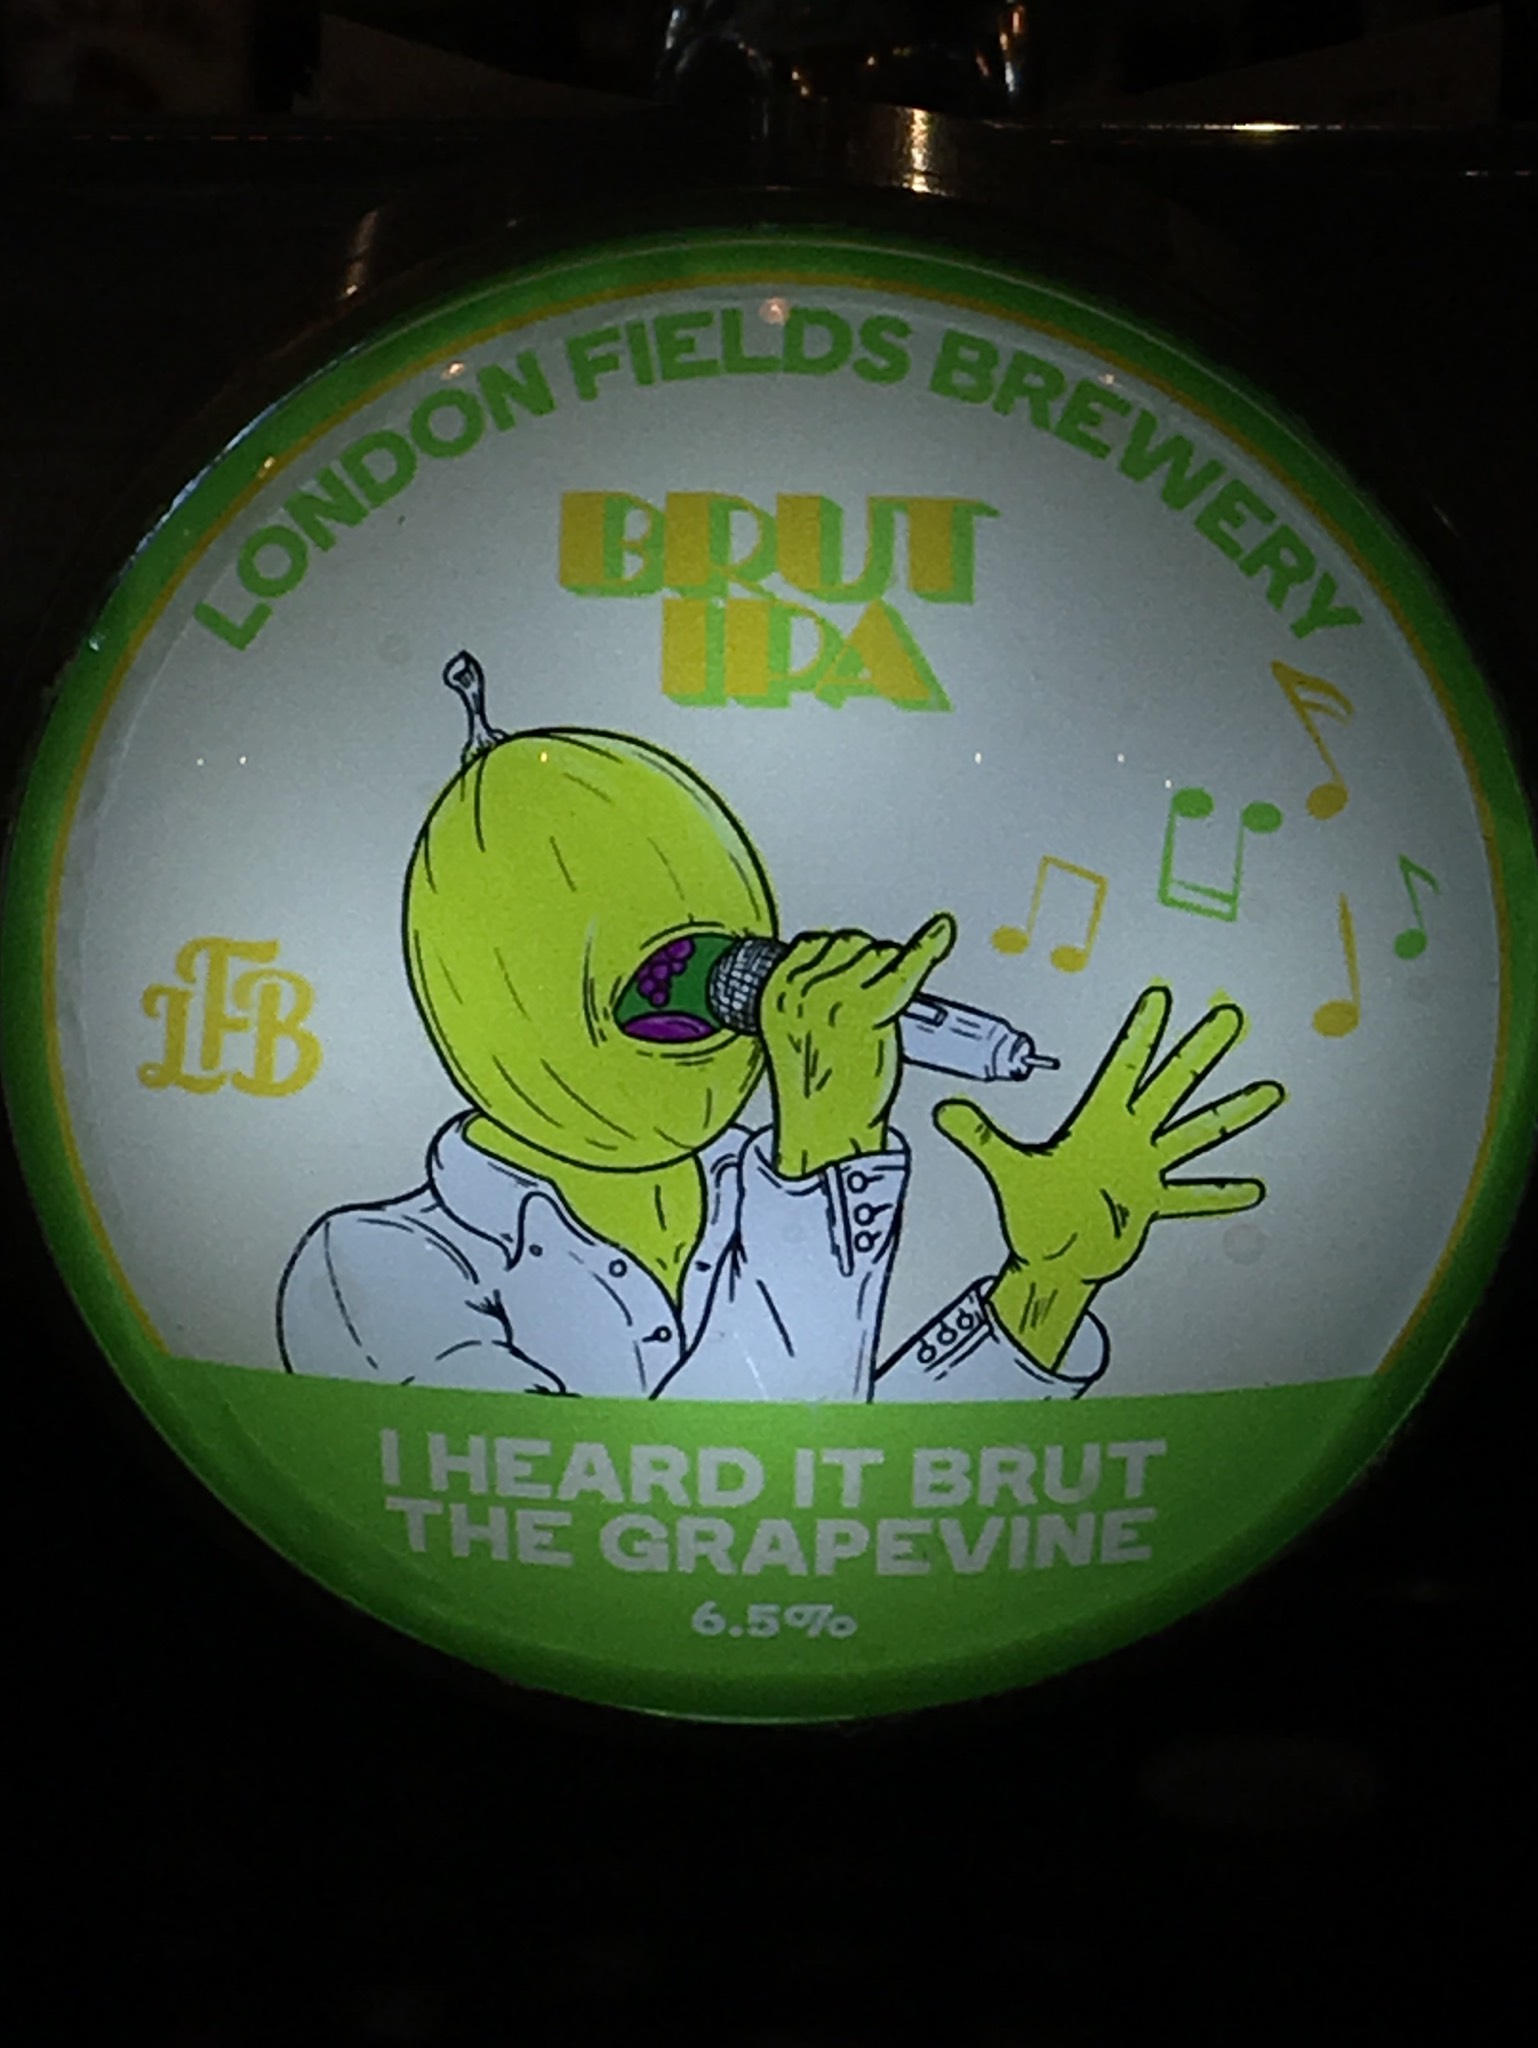 LONDON FIELDS BREWERY
BRUT
IPA
LFB
I HEARD IT BRUT
THE GRAPEVINE
6.5%